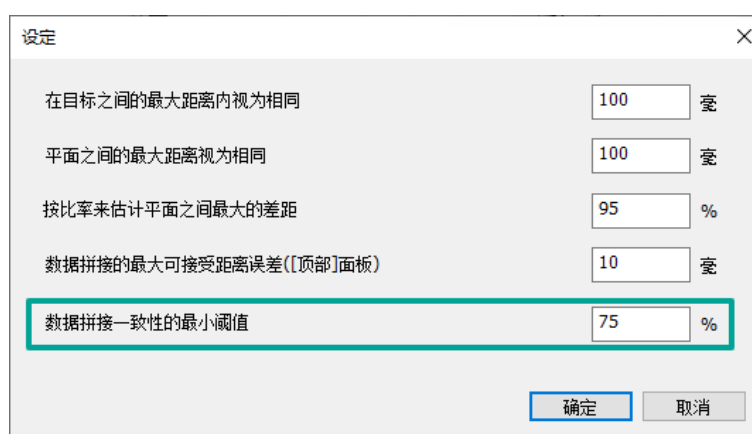 设定
在目标之间的最大距离内视为相同 100 毫
平面之间的最大距离视为相同 100 毫
按比率来估计平面之间最大的差距 95 %
数据拼接的最大可接受距离误差([顶部]面板) 10 毫
数据拼接一致性的最小阈值 75 %
确定 取消